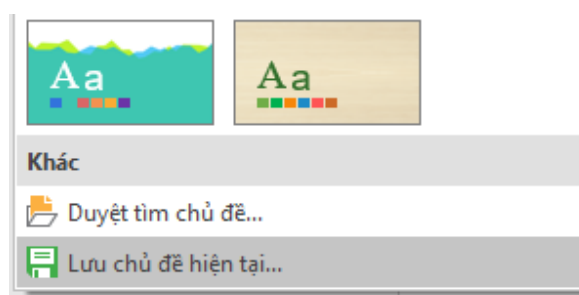 Aa Aa
Khác
Duyệt tìm chủ đề...
Lưu chủ đề hiện tại...